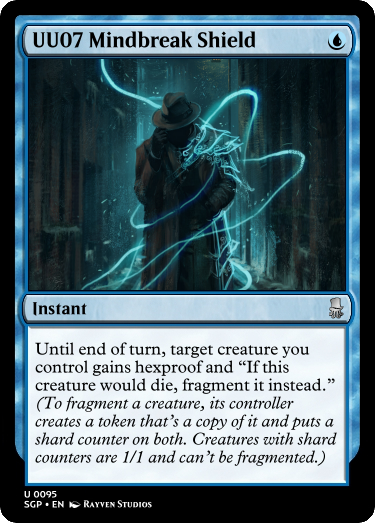 UU07 Mindbreak Shield
Instant
Until end of turn, target creature you
control gains hexproof and “If this
creature would die, fragment it instead.”
(To fragment a creature, its controller
creates a token that’s a copy of it and puts a
shard counter on both. Creatures with shard
counters are 1/1 and can’t be fragmented.)
U 0095
SGP • EN Rayven Studios